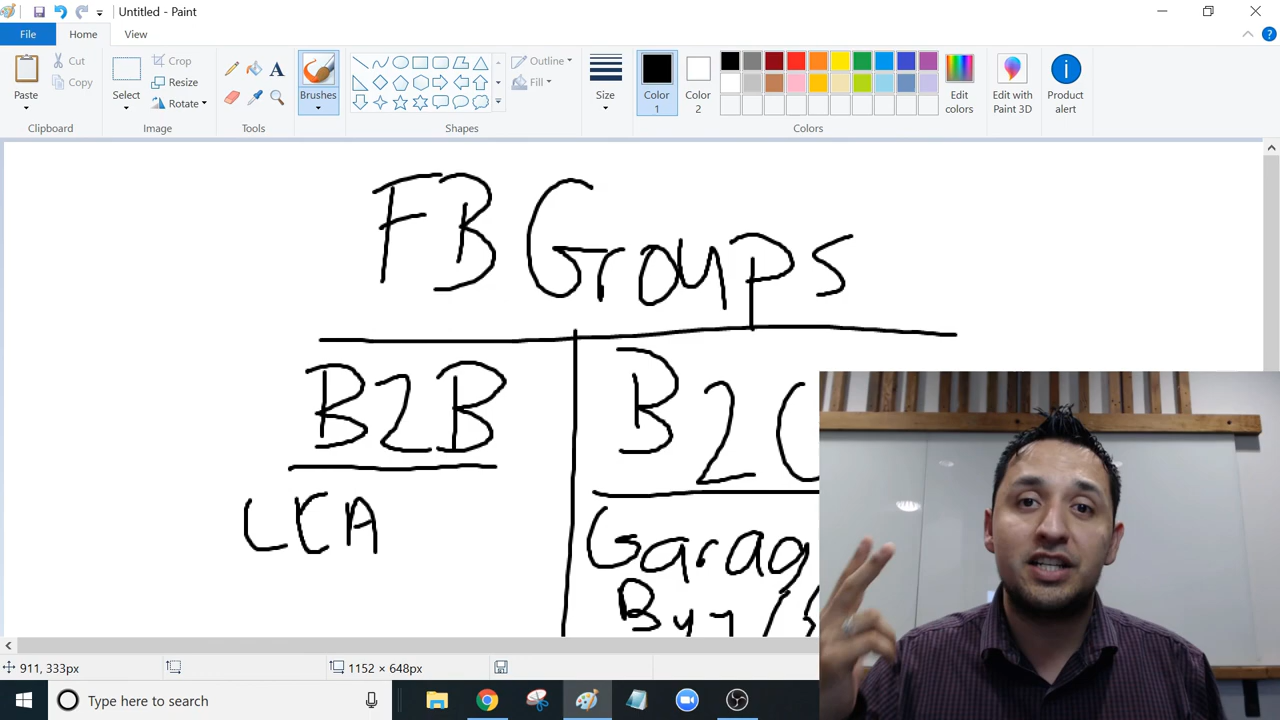 Untitled - Paint
File Home View
Paste
Cut
Copy
Clipboard
Select
Crop
Resize
Rotate
Image
Tools
Brushes
Outline
Fill
Shapes
Size
Color 1
Color 2
Edit colors
Colors
Edit with Paint 3D
Product alert
FB Groups
B2B
B2C
LCA
Garag
By
911, 333px
1152 × 648px
Type here to search